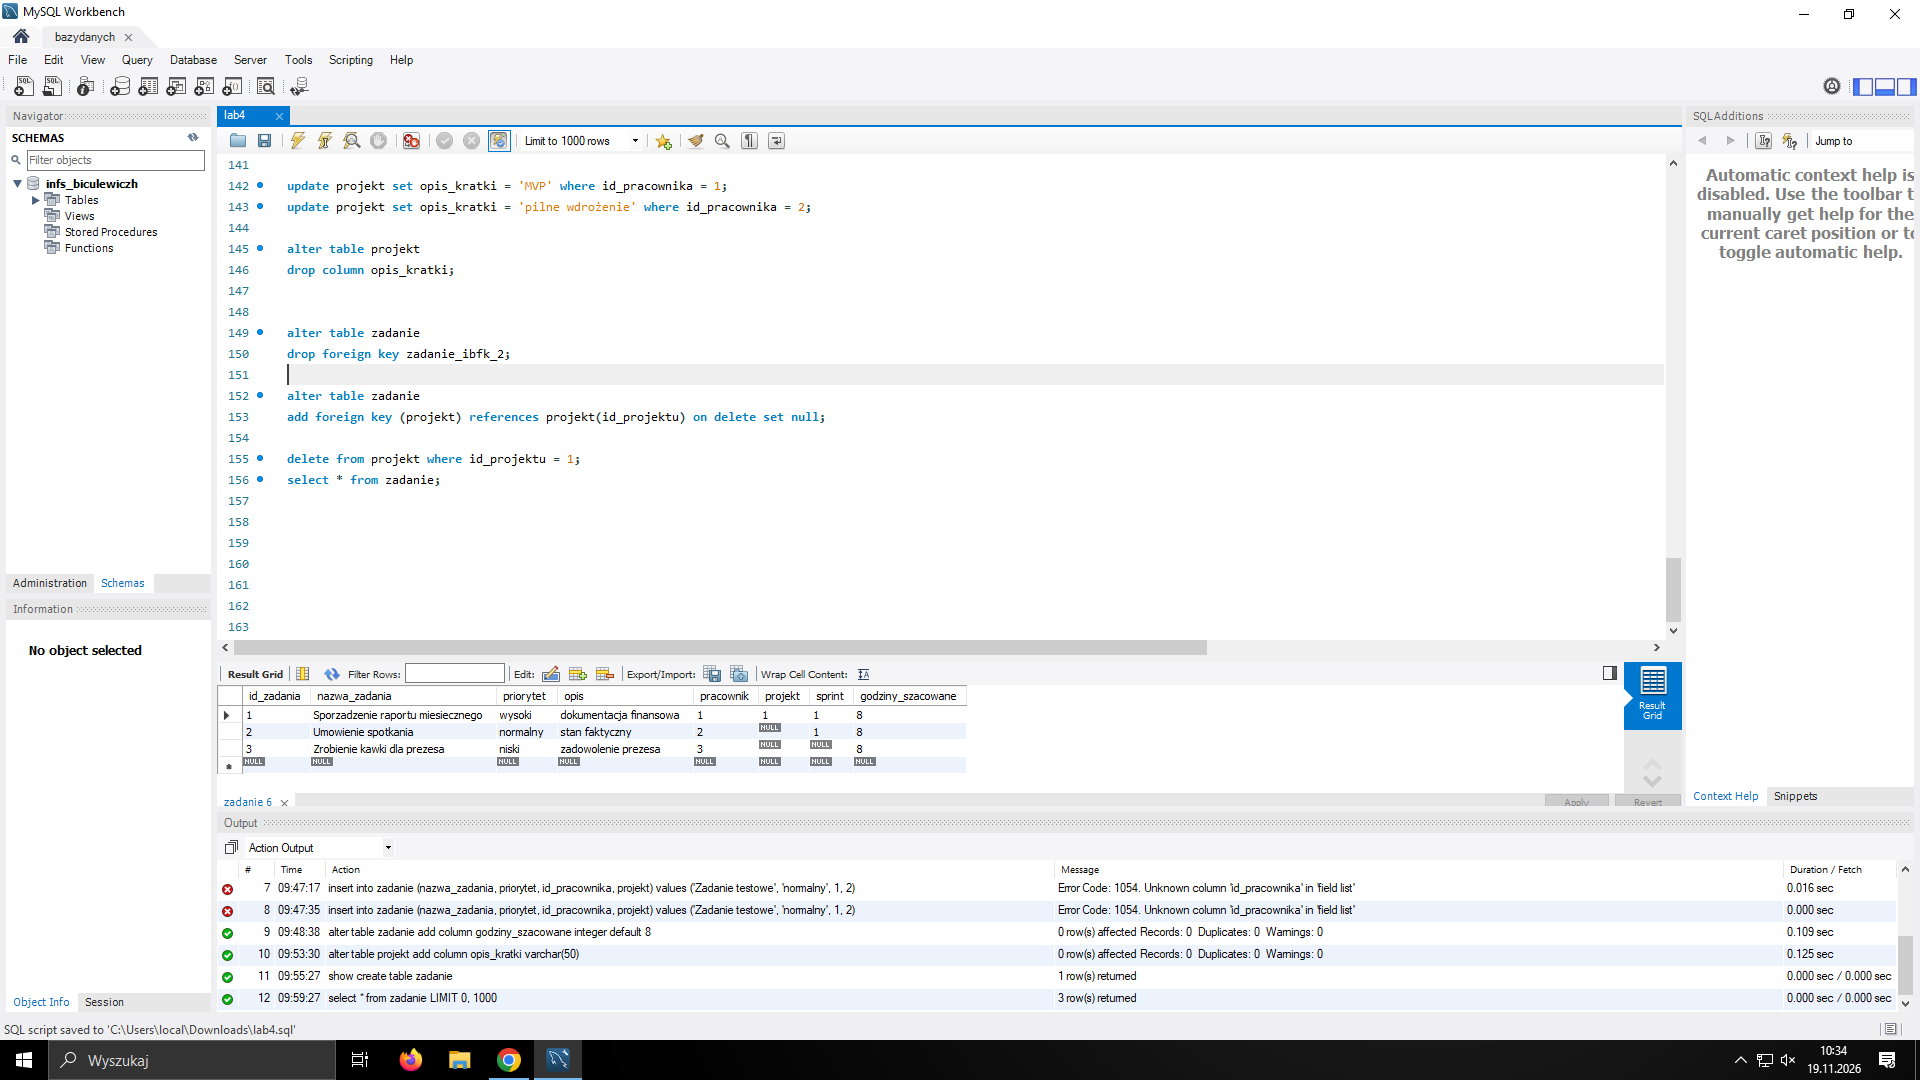 MySQL Workbench
bazydanych
File Edit View Query Database Server Tools Scripting Help
Navigator
SCHEMAS
Filter objects
infs_biculewiczh
Tables
Views
Stored Procedures
Functions
Administration Schemas
Information
No object selected
Object Info Session
lab4
Limit to 1000 rows
141
142 update projekt set opis_kratki = 'MVP' where id_pracownika = 1;
143 update projekt set opis_kratki = 'pilne wdrożenie' where id_pracownika = 2;
144
145 alter table projekt
146 drop column opis_kratki;
147
148
149 alter table zadanie
150 drop foreign key zadanie_ibfk_2;
151
152 alter table zadanie
153 add foreign key (projekt) references projekt(id_projektu) on delete set null;
154
155 delete from projekt where id_projektu = 1;
156 select * from zadanie;
157
158
159
160
161
162
163
Result Grid Filter Rows: Edit: Export/Import: Wrap Cell Content:
id_zadania nazwa_zadania priorytet opis pracownik projekt sprint godziny_szacowane
1 Sporzadzenie raportu miesiecznego wysoki dokumentacja finansowa 1 1 1 8
2 Umowienie spotkania normalny stan faktyczny 2 NULL 1 8
3 Zrobienie kawki dla prezesa niski zadowolenie prezesa 3 NULL NULL 8
NULL NULL NULL NULL NULL NULL NULL NULL
Result Grid
zadanie 6
Apply Revert
SQLAdditions
Jump to
Automatic context help is
disabled. Use the toolbar t
manually get help for the
current caret position or to
toggle automatic help.
Context Help Snippets
Output
Action Output
# Time Action Message Duration / Fetch
7 09:47:17 insert into zadanie (nazwa_zadania, priorytet, id_pracownika, projekt) values ('Zadanie testowe', 'normalny', 1, 2) Error Code: 1054. Unknown column 'id_pracownika' in 'field list' 0.016 sec
8 09:47:35 insert into zadanie (nazwa_zadania, priorytet, id_pracownika, projekt) values ('Zadanie testowe', 'normalny', 1, 2) Error Code: 1054. Unknown column 'id_pracownika' in 'field list' 0.000 sec
9 09:48:38 alter table zadanie add column godziny_szacowane integer default 8 0 row(s) affected Records: 0 Duplicates: 0 Warnings: 0 0.109 sec
10 09:53:30 alter table projekt add column opis_kratki varchar(50) 0 row(s) affected Records: 0 Duplicates: 0 Warnings: 0 0.125 sec
11 09:55:27 show create table zadanie 1 row(s) returned 0.000 sec / 0.000 sec
12 09:59:27 select * from zadanie LIMIT 0, 1000 3 row(s) returned 0.000 sec / 0.000 sec
SQL script saved to 'C:\Users\local\Downloads\lab4.sql'
Wyszukaj
10:34
19.11.2026